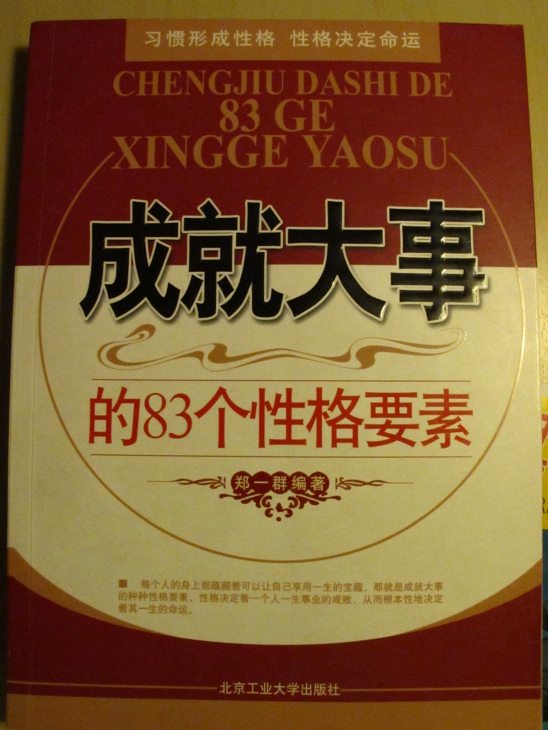 习惯形成性格 性格决定命运
CHENGJIU DASHI DE
83 GE
XINGGE YAOSU
成就大事
的83个性格要素
郑一群编著
■ 每个人的身上都蕴藏着可以让自己享用一生的宝藏，那就是成就大事
的种种性格要素。性格决定着一个人一生事业的成败，从而根本性地决定
着其一生的命运。
北京工业大学出版社